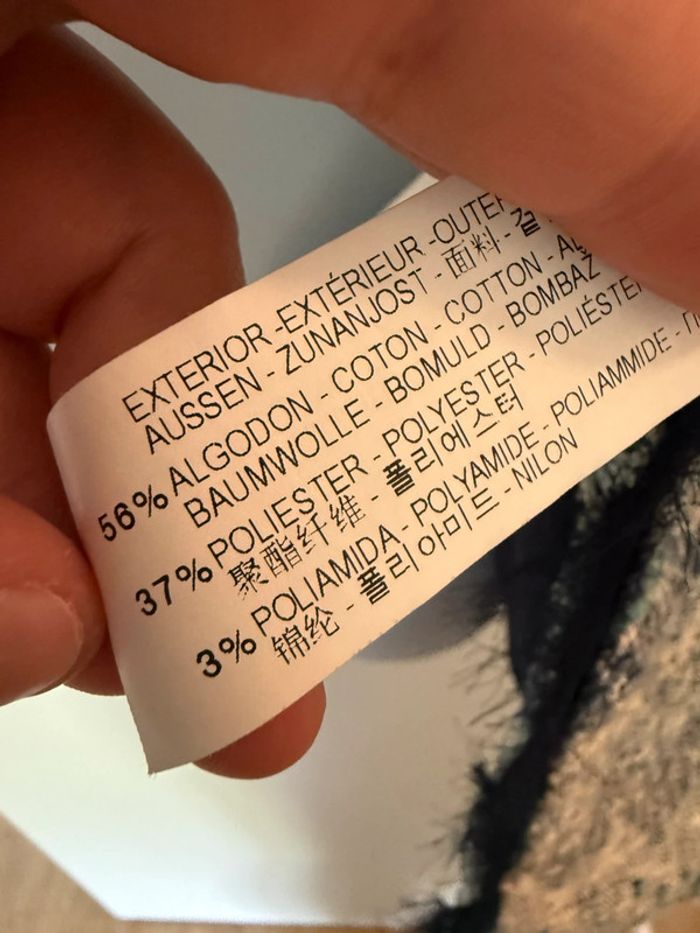 EXTERIOR - EXTÉRIEUR - OUTER
AUSSEN - ZUNANJOST - 面料 - 겉
56% ALGODON - COTON - COTTON -
BAUMWOLLE - BOMULD - BOMBAŽ
37% POLIESTER - POLYESTER - POLIÉSTER
聚酯纤维 - 폴리에스터
3% POLIAMIDA - POLYAMIDE - POLIAMMIDE -
锦纶 - 폴리아미드 - NILON